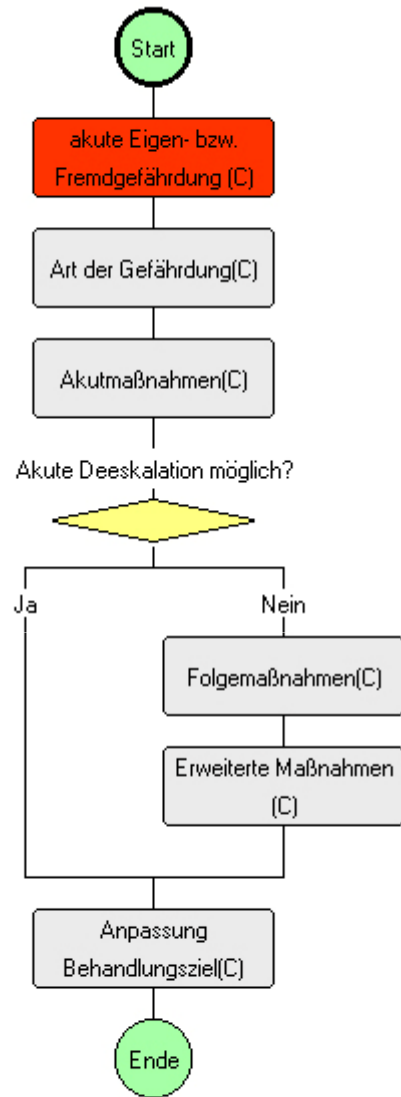 Start
akute Eigen- bzw.
Fremdgefährdung (C)
Art der Gefährdung(C)
Akutmaßnahmen(C)
Akute Deeskalation möglich?
Ja
Nein
Folgemaßnahmen(C)
Erweiterte Maßnahmen
(C)
Anpassung
Behandlungsziel(C)
Ende